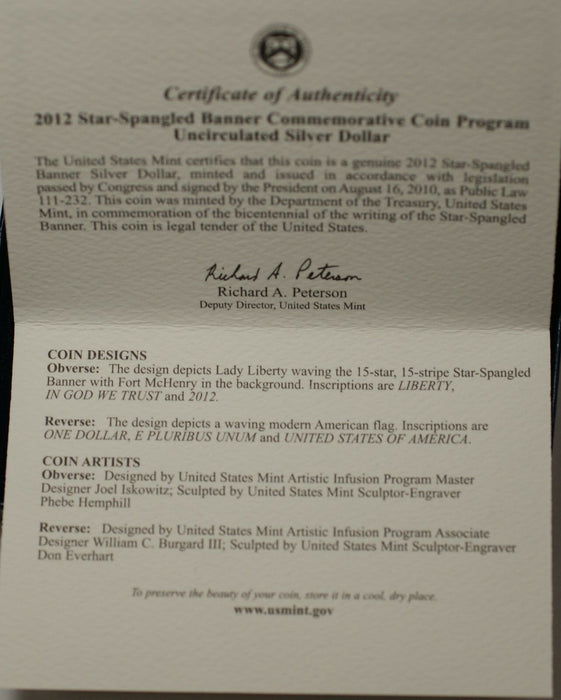 Certificate of Authenticity
2012 Star-Spangled Banner Commemorative Coin Program
Uncirculated Silver Dollar
The United States Mint certifies that this coin is a genuine 2012 Star-Spangled
Banner Silver Dollar, minted and issued in accordance with legislation
passed by Congress and signed by the President on August 16, 2010, as Public Law
111-232. This coin was minted by the Department of the Treasury, United States
Mint, in commemoration of the bicentennial of the writing of the Star-Spangled
Banner. This coin is legal tender of the United States.
Richard A. Peterson
Richard A. Peterson
Deputy Director, United States Mint
COIN DESIGNS
Obverse: The design depicts Lady Liberty waving the 15-star, 15-stripe Star-Spangled
Banner with Fort McHenry in the background. Inscriptions are LIBERTY,
IN GOD WE TRUST and 2012.
Reverse: The design depicts a waving modern American flag. Inscriptions are
ONE DOLLAR, E PLURIBUS UNUM and UNITED STATES OF AMERICA.
COIN ARTISTS
Obverse: Designed by United States Mint Artistic Infusion Program Master
Designer Joel Iskowitz; Sculpted by United States Mint Sculptor-Engraver
Phebe Hemphill
Reverse: Designed by United States Mint Artistic Infusion Program Associate
Designer William C. Burgard III; Sculpted by United States Mint Sculptor-Engraver
Don Everhart
To preserve the beauty of your coin, store it in a cool, dry place.
www.usmint.gov